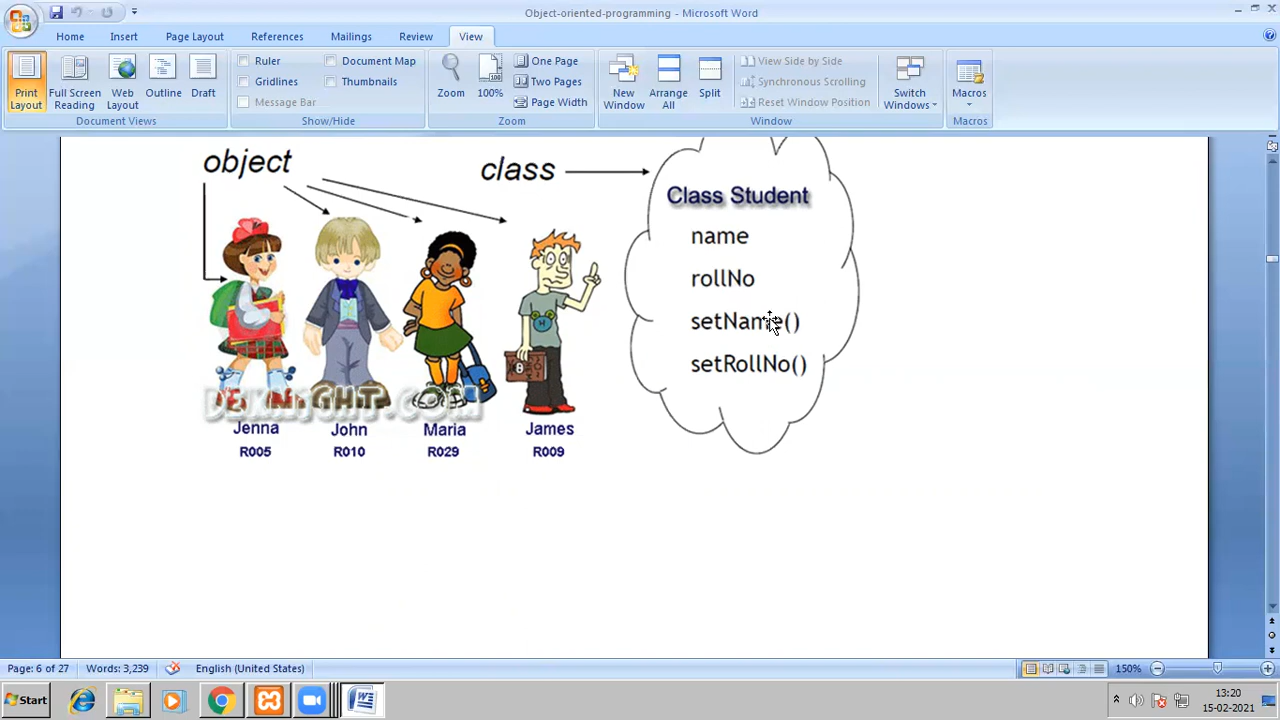 Object-oriented-programming - Microsoft Word
Home Insert Page Layout References Mailings Review View
Ruler Document Map One Page View Side by Side
Gridlines Thumbnails Two Pages Synchronous Scrolling
Message Bar Page Width Reset Window Position
Print Layout Full Screen Reading Web Layout Outline Draft Zoom 100% New Window Arrange All Split Switch Windows Macros
Document Views Show/Hide Zoom Window Macros
object
class
Class Student
name
rollNo
setName()
setRollNo()
Jenna John Maria James
R005 R010 R029 R009
Page: 6 of 27 Words: 3,239 English (United States) 150%
Start
13:20
15-02-2021